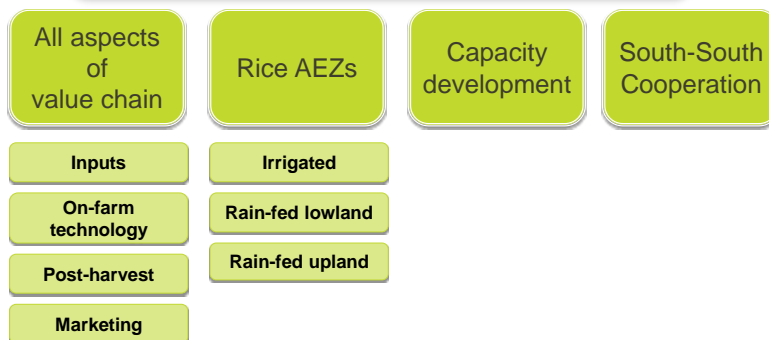 All aspects
of
value chain
Rice AEZs
Capacity
development
South-South
Cooperation
Inputs
On-farm
technology
Post-harvest
Marketing
Irrigated
Rain-fed lowland
Rain-fed upland